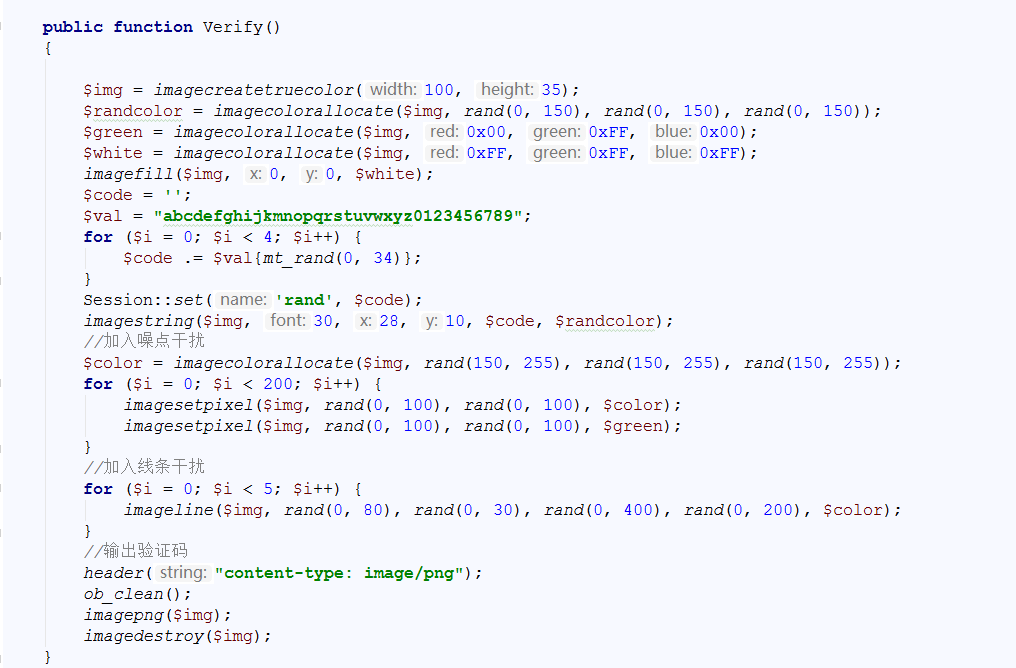 public function Verify()
{
$img = imagecreatetruecolor( width: 100, height: 35);
$randcolor = imagecolorallocate($img, rand(0, 150), rand(0, 150), rand(0, 150));
$green = imagecolorallocate($img, red: 0x00, green: 0xFF, blue: 0x00);
$white = imagecolorallocate($img, red: 0xFF, green: 0xFF, blue: 0xFF);
imagefill($img, x: 0, y: 0, $white);
$code = '';
$val = "abcdefghijkmnopqrstuvwxyz0123456789";
for ($i = 0; $i < 4; $i++) {
$code .= $val{mt_rand(0, 34)};
}
Session::set( name: 'rand', $code);
imagestring($img, font: 30, x: 28, y: 10, $code, $randcolor);
//加入噪点干扰
$color = imagecolorallocate($img, rand(150, 255), rand(150, 255), rand(150, 255));
for ($i = 0; $i < 200; $i++) {
imagesetpixel($img, rand(0, 100), rand(0, 100), $color);
imagesetpixel($img, rand(0, 100), rand(0, 100), $green);
}
//加入线条干扰
for ($i = 0; $i < 5; $i++) {
imageline($img, rand(0, 80), rand(0, 30), rand(0, 400), rand(0, 200), $color);
}
//输出验证码
header( string: "content-type: image/png");
ob_clean();
imagepng($img);
imagedestroy($img);
}